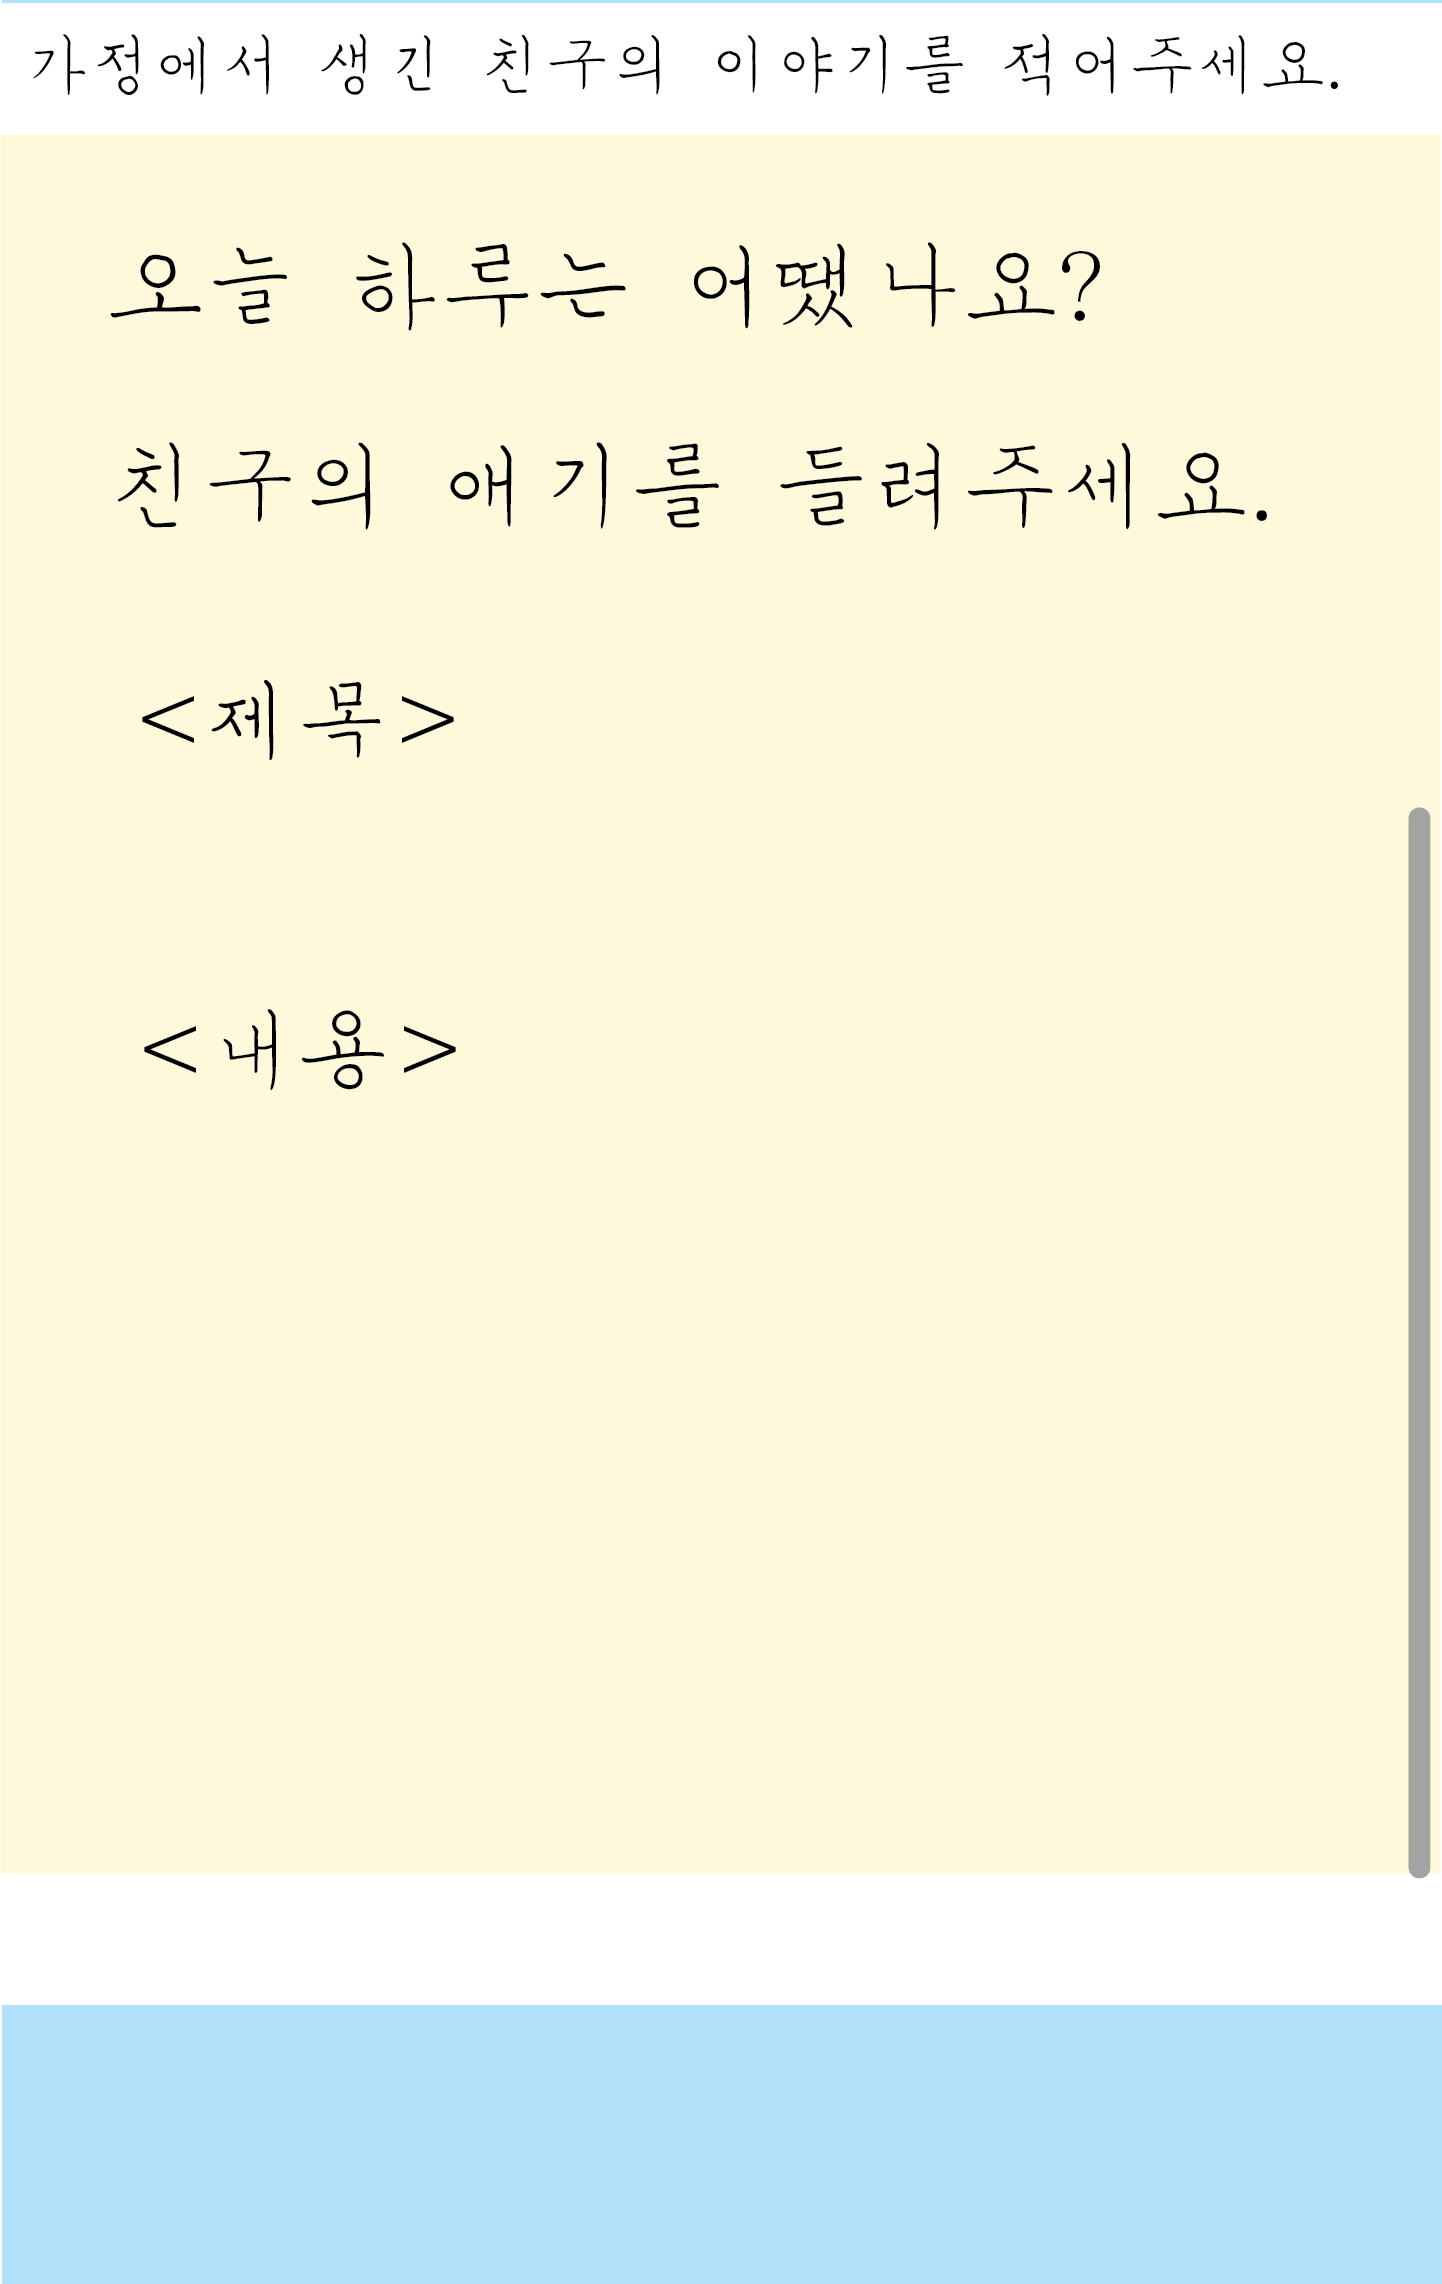 가정에서 생긴 친구의 이야기를 적어주세요.
오늘 하루는 어땠나요?
친구의 애기를 들려주세요.
<제목>
<내용>